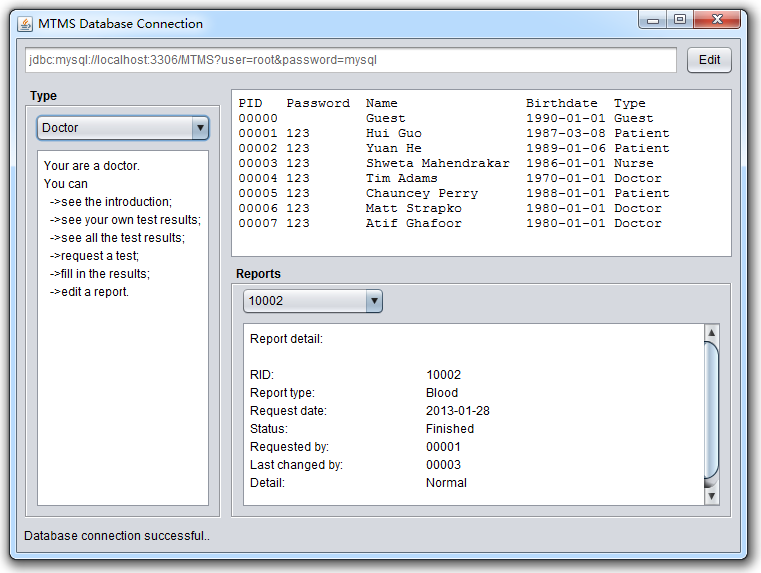 MTMS Database Connection
jdbc:mysql://localhost:3306/MTMS?user=root&password=mysql
Edit
Type
Doctor
Your are a doctor.
You can
->see the introduction;
->see your own test results;
->see all the test results;
->request a test;
->fill in the results;
->edit a report.
PID Password Name Birthdate Type
00000 Guest 1990-01-01 Guest
00001 123 Hui Guo 1987-03-08 Patient
00002 123 Yuan He 1989-01-06 Patient
00003 123 Shweta Mahendrakar 1986-01-01 Nurse
00004 123 Tim Adams 1970-01-01 Doctor
00005 123 Chauncey Perry 1988-01-01 Patient
00006 123 Matt Strapko 1980-01-01 Doctor
00007 123 Atif Ghafoor 1980-01-01 Doctor
Reports
10002
Report detail:
RID: 10002
Report type: Blood
Request date: 2013-01-28
Status: Finished
Requested by: 00001
Last changed by: 00003
Detail: Normal
Database connection successful..